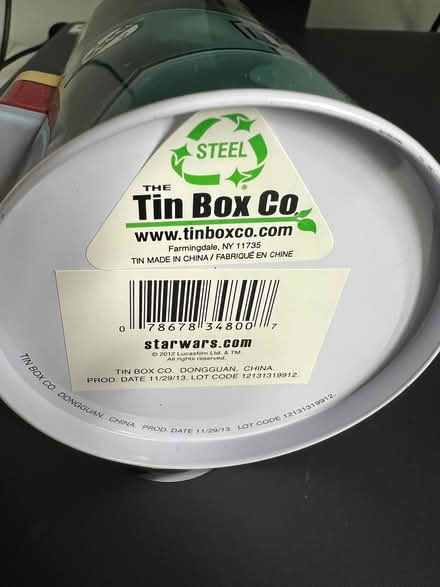 STEEL
®
THE
Tin Box Co
www.tinboxco.com
Farmingdale, NY 11735
TIN MADE IN CHINA / FABRIQUÉ EN CHINE
0 78678 34800 7
starwars.com
© 2012 Lucasfilm Ltd. & TM
All rights reserved.
TIN BOX CO. DONGGUAN, CHINA.
PROD. DATE 11/29/13. LOT CODE 12131319912.
TIN BOX CO. DONGGUAN, CHINA. PROD. DATE 11/29/13. LOT CODE 12131319912.